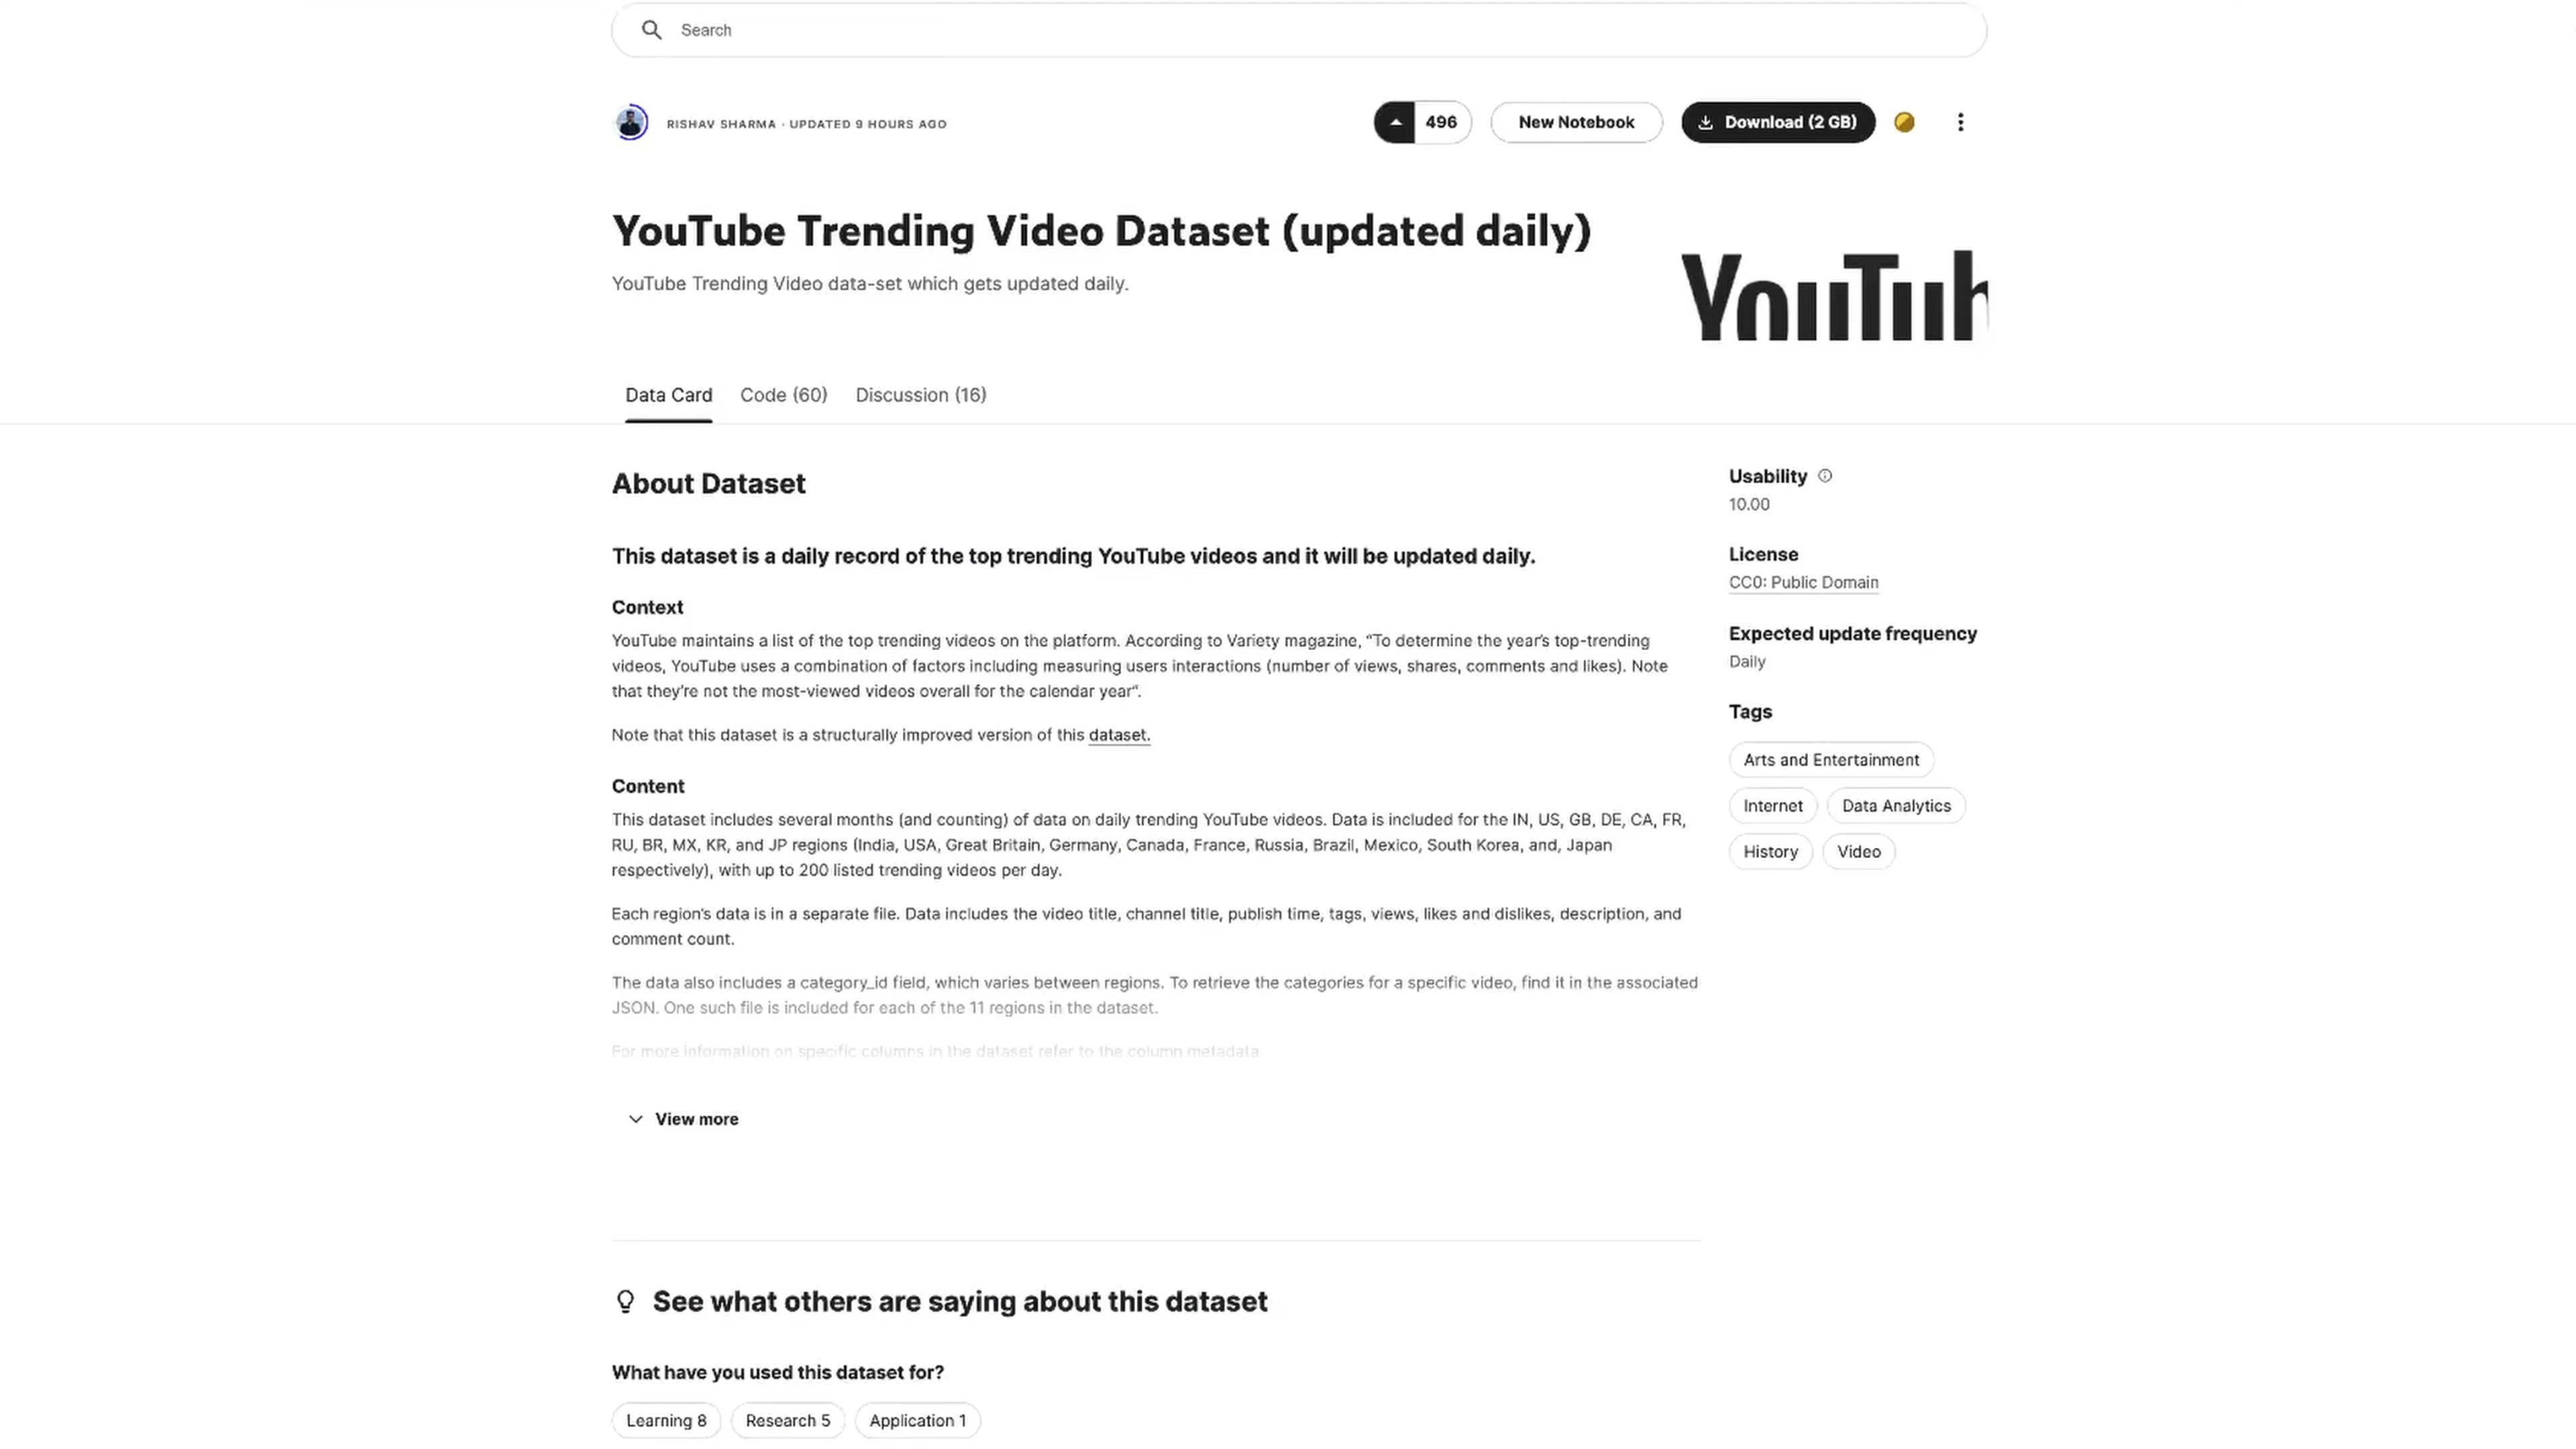 Search
RISHAV SHARMA · UPDATED 9 HOURS AGO
496
New Notebook
Download (2 GB)
YouTube Trending Video Dataset (updated daily)
YouTube Trending Video data-set which gets updated daily.
YouTub
Data Card
Code (60)
Discussion (16)
About Dataset
This dataset is a daily record of the top trending YouTube videos and it will be updated daily.
Context
YouTube maintains a list of the top trending videos on the platform. According to Variety magazine, “To determine the year’s top-trending
videos, YouTube uses a combination of factors including measuring users interactions (number of views, shares, comments and likes). Note
that they’re not the most-viewed videos overall for the calendar year“.
Note that this dataset is a structurally improved version of this dataset.
Content
This dataset includes several months (and counting) of data on daily trending YouTube videos. Data is included for the IN, US, GB, DE, CA, FR,
RU, BR, MX, KR, and JP regions (India, USA, Great Britain, Germany, Canada, France, Russia, Brazil, Mexico, South Korea, and, Japan
respectively), with up to 200 listed trending videos per day.
Each region’s data is in a separate file. Data includes the video title, channel title, publish time, tags, views, likes and dislikes, description, and
comment count.
The data also includes a category_id field, which varies between regions. To retrieve the categories for a specific video, find it in the associated
JSON. One such file is included for each of the 11 regions in the dataset.
For more information on specific columns in the dataset refer to the column metadata.
View more
Usability
10.00
License
CC0: Public Domain
Expected update frequency
Daily
Tags
Arts and Entertainment
Internet
Data Analytics
History
Video
See what others are saying about this dataset
What have you used this dataset for?
Learning 8
Research 5
Application 1